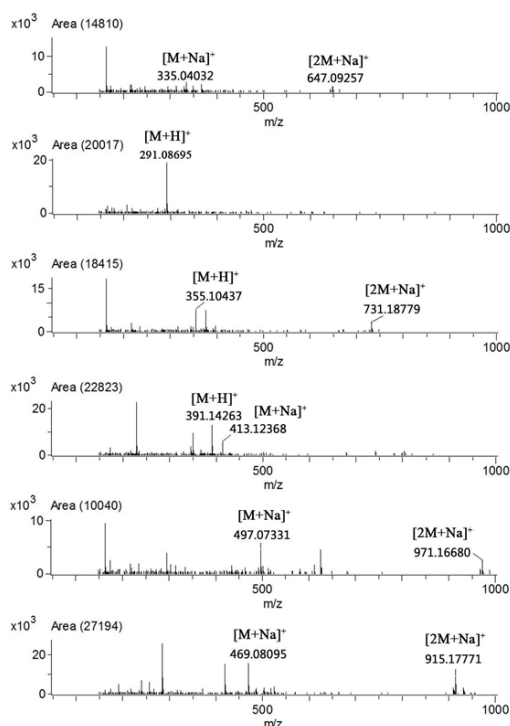 x10³ Area (14810)
[M+Na]⁺
335.04032
[2M+Na]⁺
647.09257
10
0
500
1000
m/z
x10³ Area (20017)
[M+H]⁺
291.08695
20
0
500
1000
m/z
x10³ Area (18415)
[M+H]⁺
355.10437
[2M+Na]⁺
731.18779
15
0
500
1000
m/z
x10³ Area (22823)
[M+H]⁺
391.14263
[M+Na]⁺
413.12368
20
0
500
1000
m/z
x10³ Area (10040)
[M+Na]⁺
497.07331
[2M+Na]⁺
971.16680
10
0
500
1000
m/z
x10³ Area (27194)
[M+Na]⁺
469.08095
[2M+Na]⁺
915.17771
20
0
500
1000
m/z